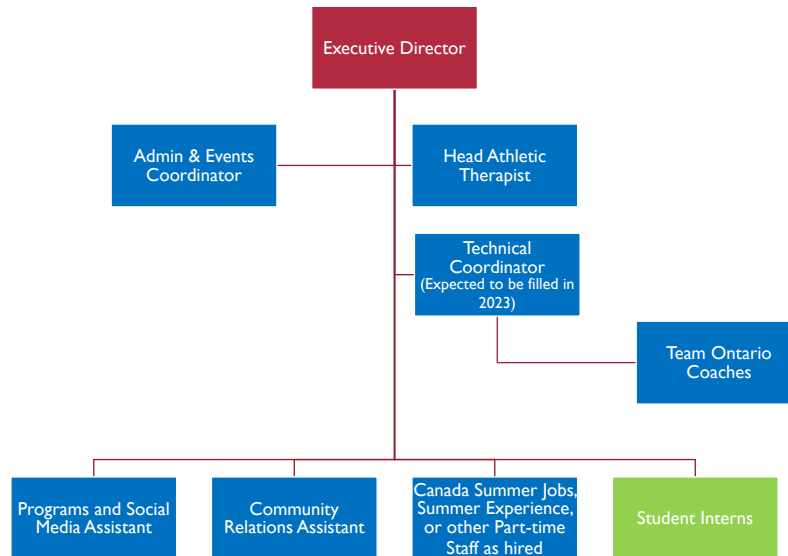 Executive Director
Admin & Events
Coordinator
Head Athletic
Therapist
Technical
Coordinator
(Expected to be filled in
2023)
Team Ontario
Coaches
Programs and Social
Media Assistant
Community
Relations Assistant
Canada Summer Jobs,
Summer Experience,
or other Part-time
Staff as hired
Student Interns